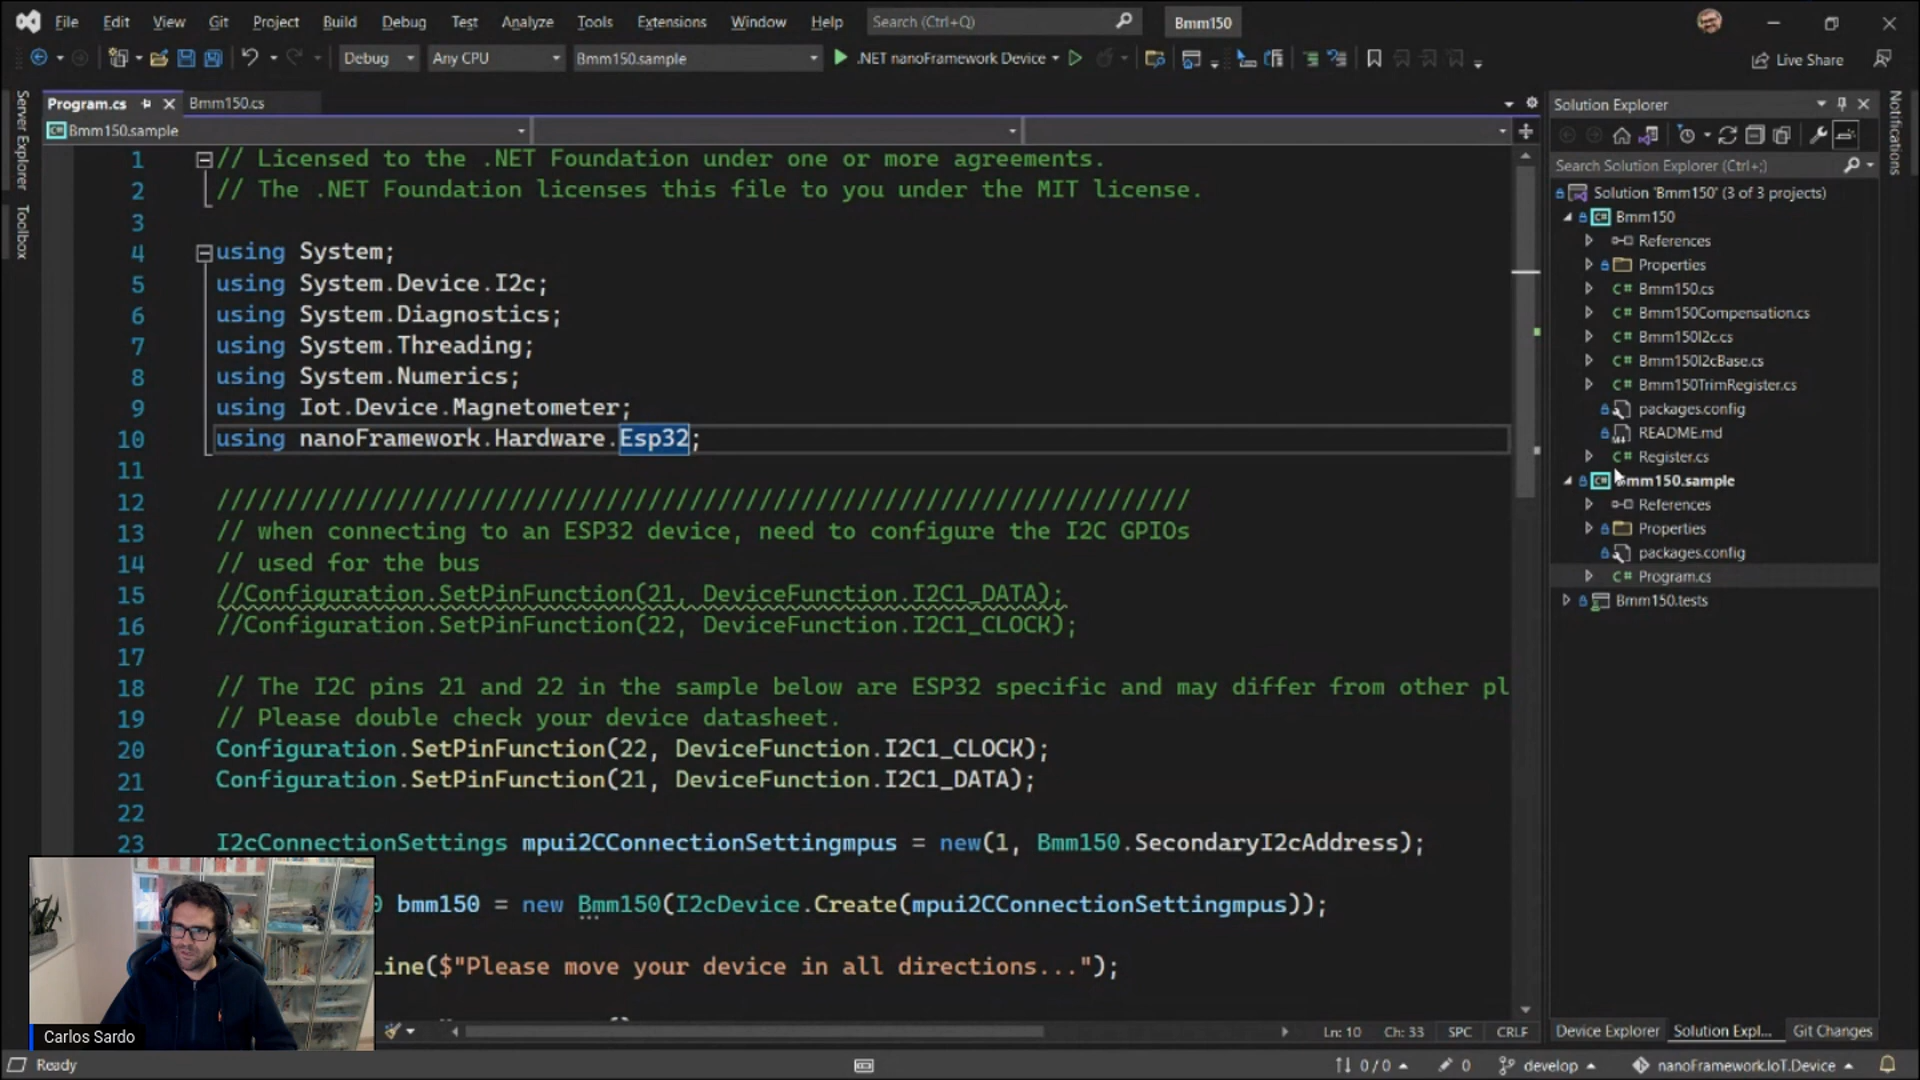 File Edit View Git Project Build Debug Test Analyze Tools Extensions Window Help Search (Ctrl+Q) Bmm150
Debug Any CPU Bmm150.sample .NET nanoFramework Device Live Share
Server Explorer
Toolbox
Program.cs Bmm150.cs
Bmm150.sample
1 // Licensed to the .NET Foundation under one or more agreements.
2 // The .NET Foundation licenses this file to you under the MIT license.
3
4 using System;
5 using System.Device.I2c;
6 using System.Diagnostics;
7 using System.Threading;
8 using System.Numerics;
9 using Iot.Device.Magnetometer;
10 using nanoFramework.Hardware.Esp32;
11
12 //////////////////////////////////////////////////////////////////////
13 // when connecting to an ESP32 device, need to configure the I2C GPIOs
14 // used for the bus
15 //Configuration.SetPinFunction(21, DeviceFunction.I2C1_DATA);
16 //Configuration.SetPinFunction(22, DeviceFunction.I2C1_CLOCK);
17
18 // The I2C pins 21 and 22 in the sample below are ESP32 specific and may differ from other pl
19 // Please double check your device datasheet.
20 Configuration.SetPinFunction(22, DeviceFunction.I2C1_CLOCK);
21 Configuration.SetPinFunction(21, DeviceFunction.I2C1_DATA);
22
23 I2cConnectionSettings mpui2CConnectionSettingmpus = new(1, Bmm150.SecondaryI2cAddress);
bmm150 = new Bmm150(I2cDevice.Create(mpui2CConnectionSettingmpus));
Line($"Please move your device in all directions...");
Ln: 10 Ch: 33 SPC CRLF
Solution Explorer
Search Solution Explorer (Ctrl+;)
Solution 'Bmm150' (3 of 3 projects)
Bmm150
References
Properties
C# Bmm150.cs
C# Bmm150Compensation.cs
C# Bmm150I2c.cs
C# Bmm150I2cBase.cs
C# Bmm150TrimRegister.cs
packages.config
README.md
C# Register.cs
Bmm150.sample
References
Properties
packages.config
C# Program.cs
Bmm150.tests
Device Explorer Solution Expl... Git Changes
Notifications
Carlos Sardo
Ready 0/0 0 develop nanoFramework.IoT.Device